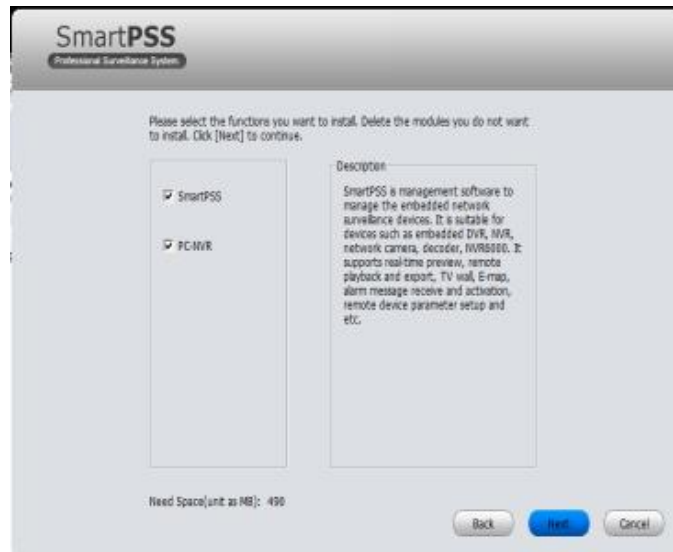 SmartPSS
Professional Surveillance System
Please select the functions you want to install. Delete the modules you do not want
to install. Click [Next] to continue.
SmartPSS
PC-NVR
Description
SmartPSS is management software to
manage the embedded network
surveillance devices. It is suitable for
devices such as embedded DVR, NVR,
network camera, decoder, NVR6000. It
supports real-time preview, remote
playback and export, TV wall, E-map,
alarm message receive and activation,
remote device parameter setup and
etc.
Need Space(unit as MB): 490
Back
Next
Cancel